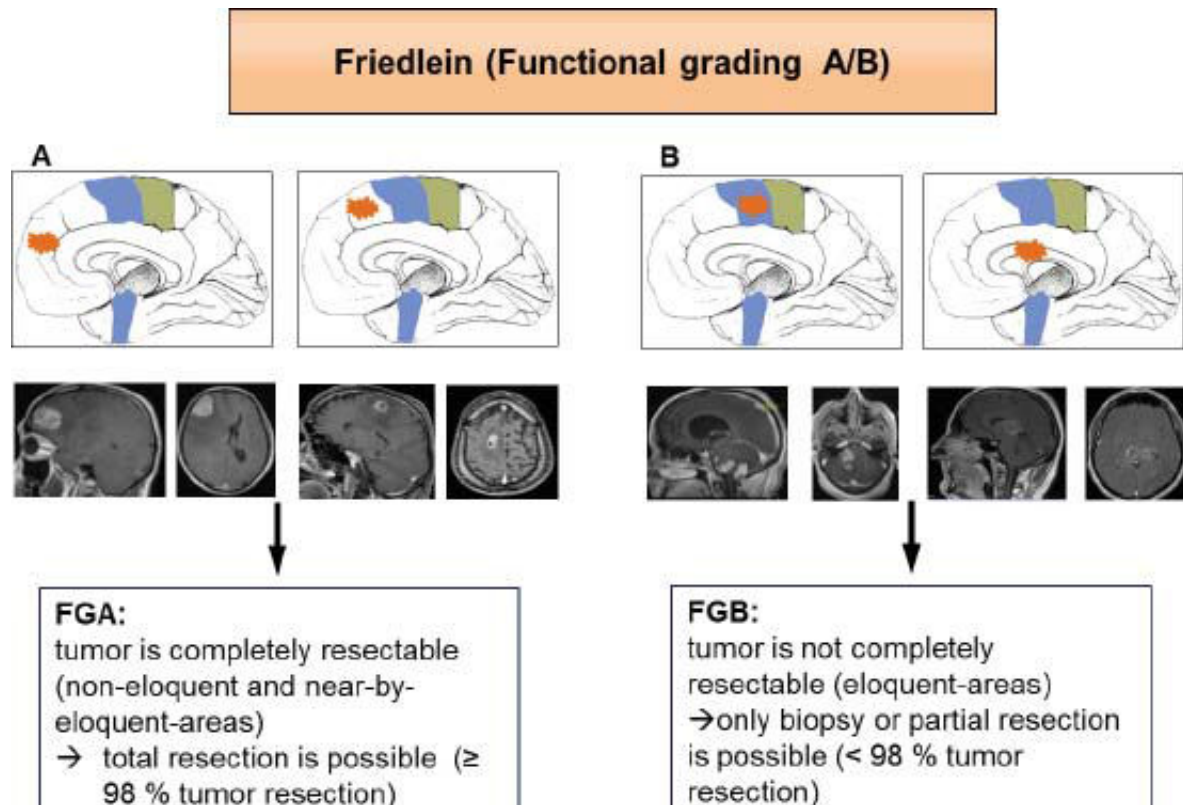 Friedlein (Functional grading A/B)
A
B
FGA:
tumor is completely resectable
(non-eloquent and near-by-
eloquent-areas)
→ total resection is possible (≥
98 % tumor resection)
FGB:
tumor is not completely
resectable (eloquent-areas)
→only biopsy or partial resection
is possible (< 98 % tumor
resection)